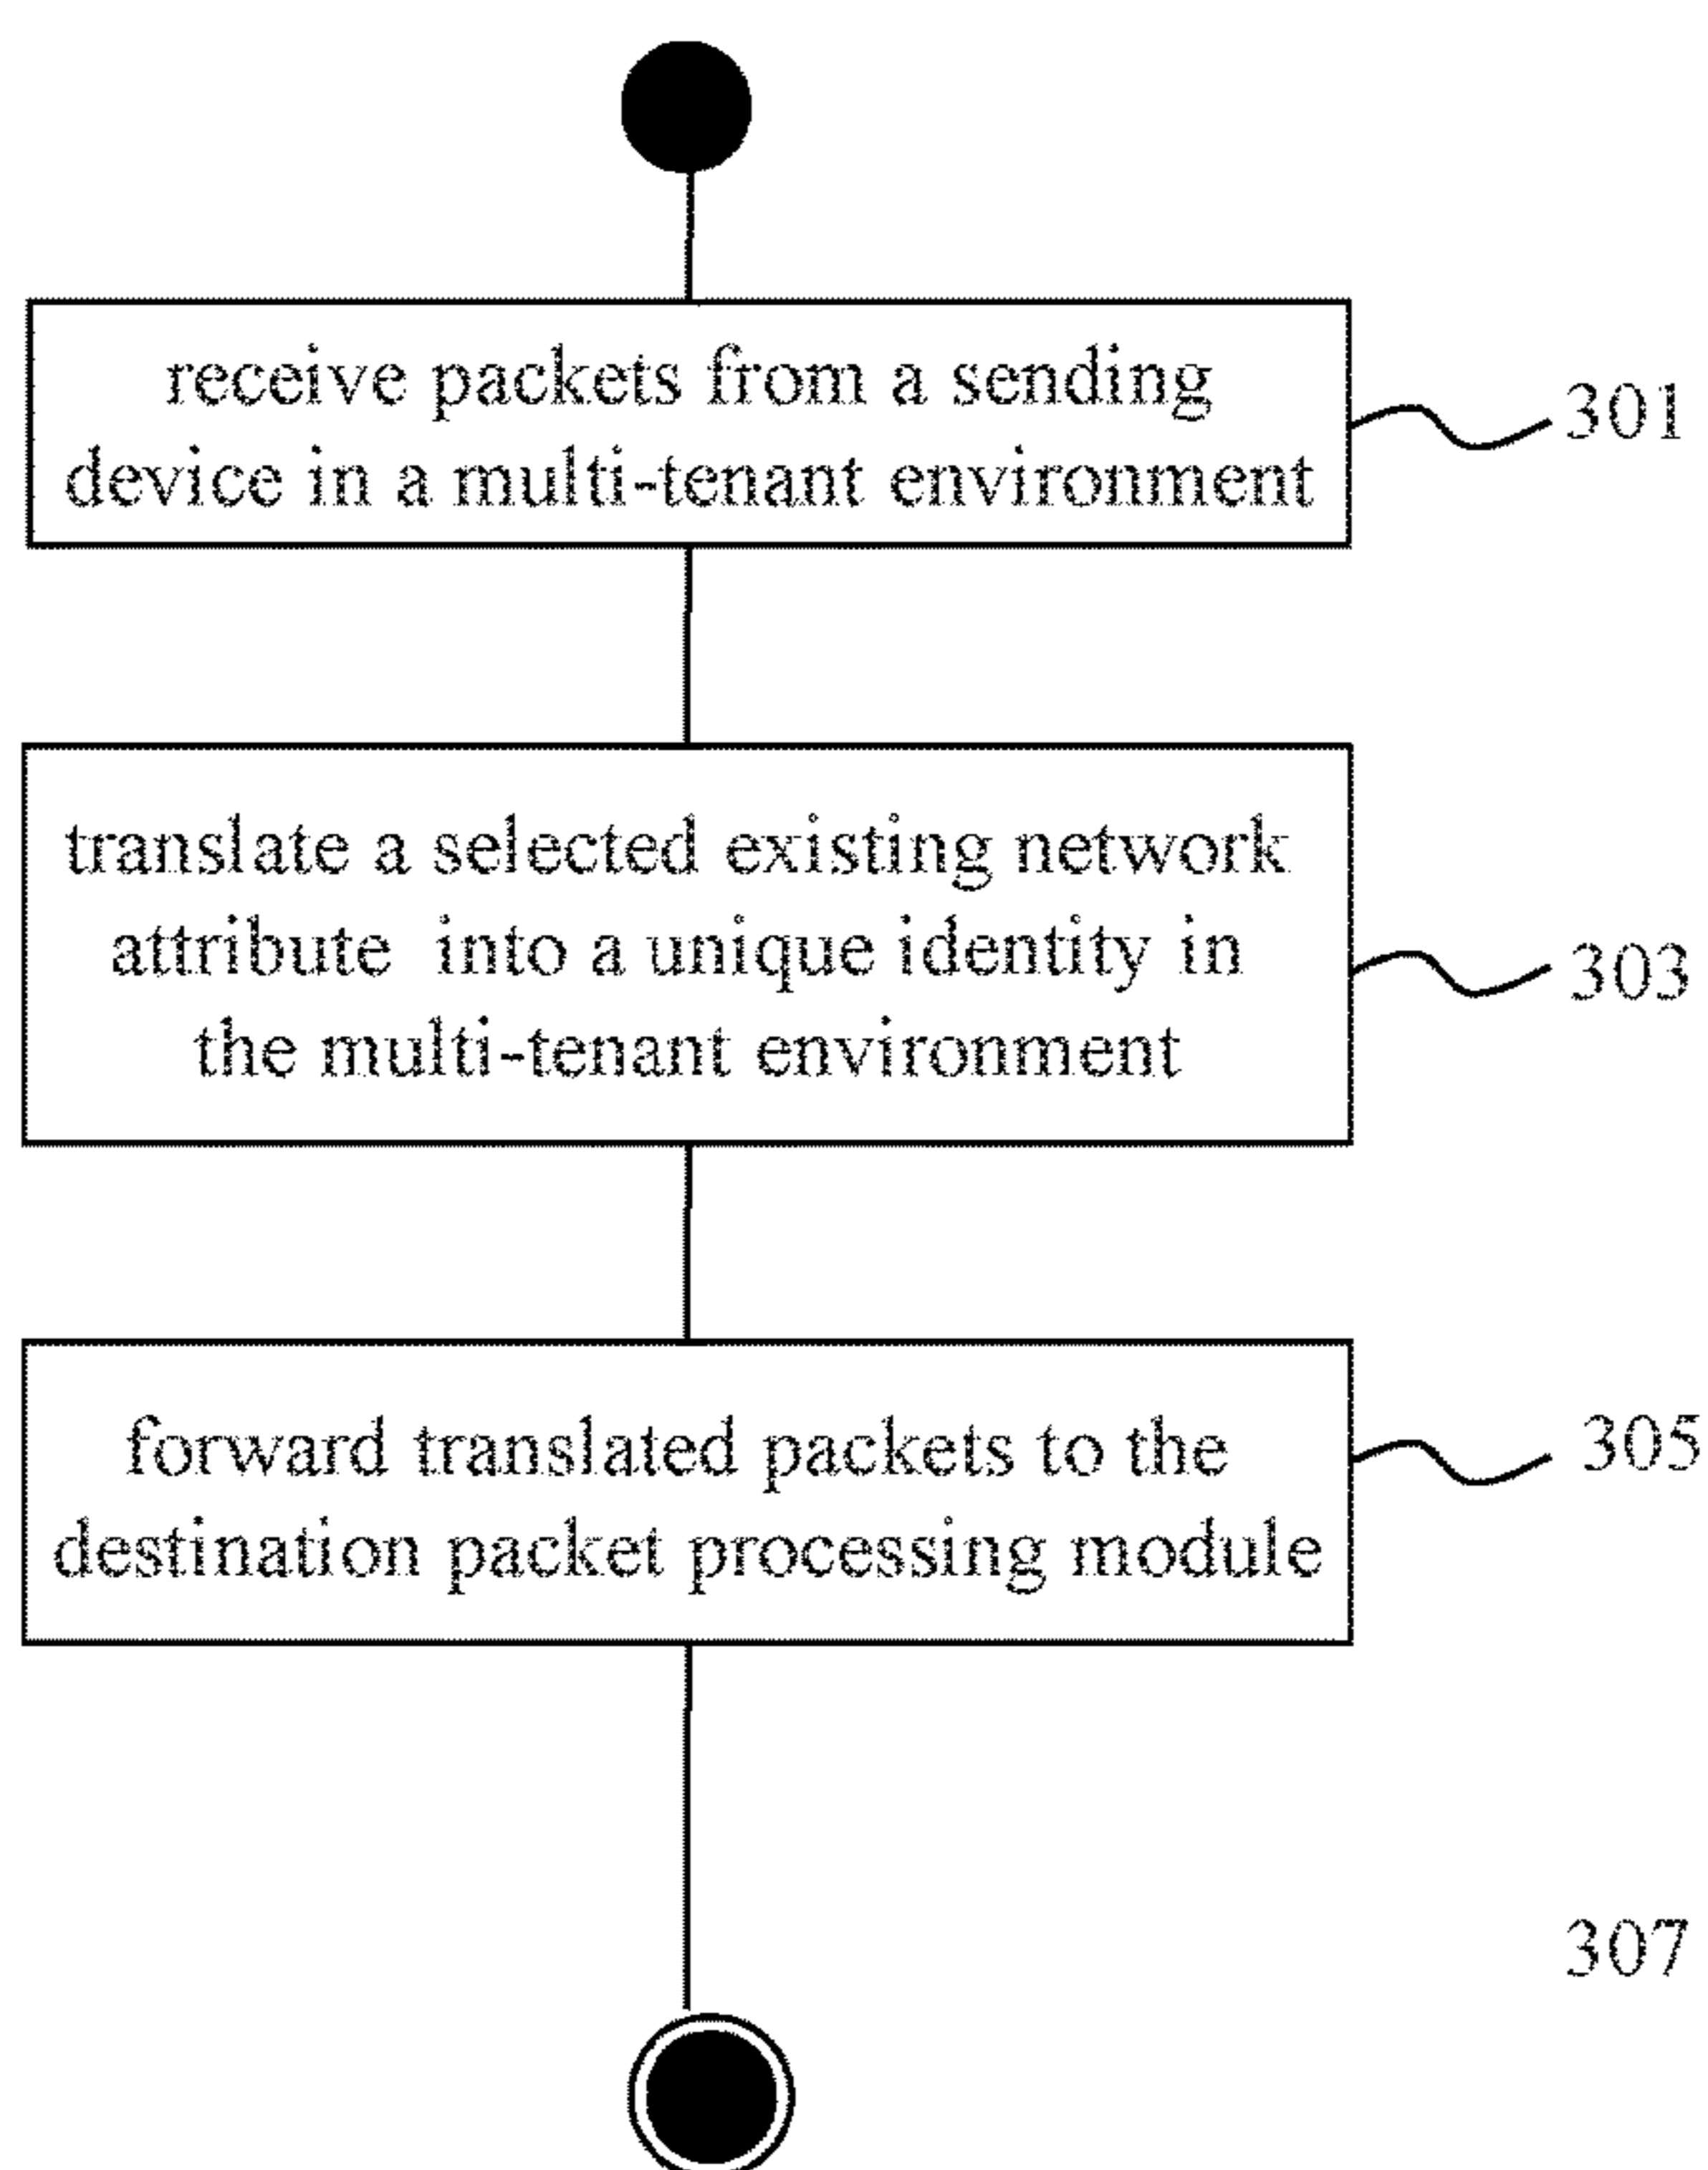 receive packets from a sending
device in a multi-tenant environment
301
translate a selected existing network
attribute into a unique identity in
the multi-tenant environment
303
forward translated packets to the
destination packet processing module
305
307